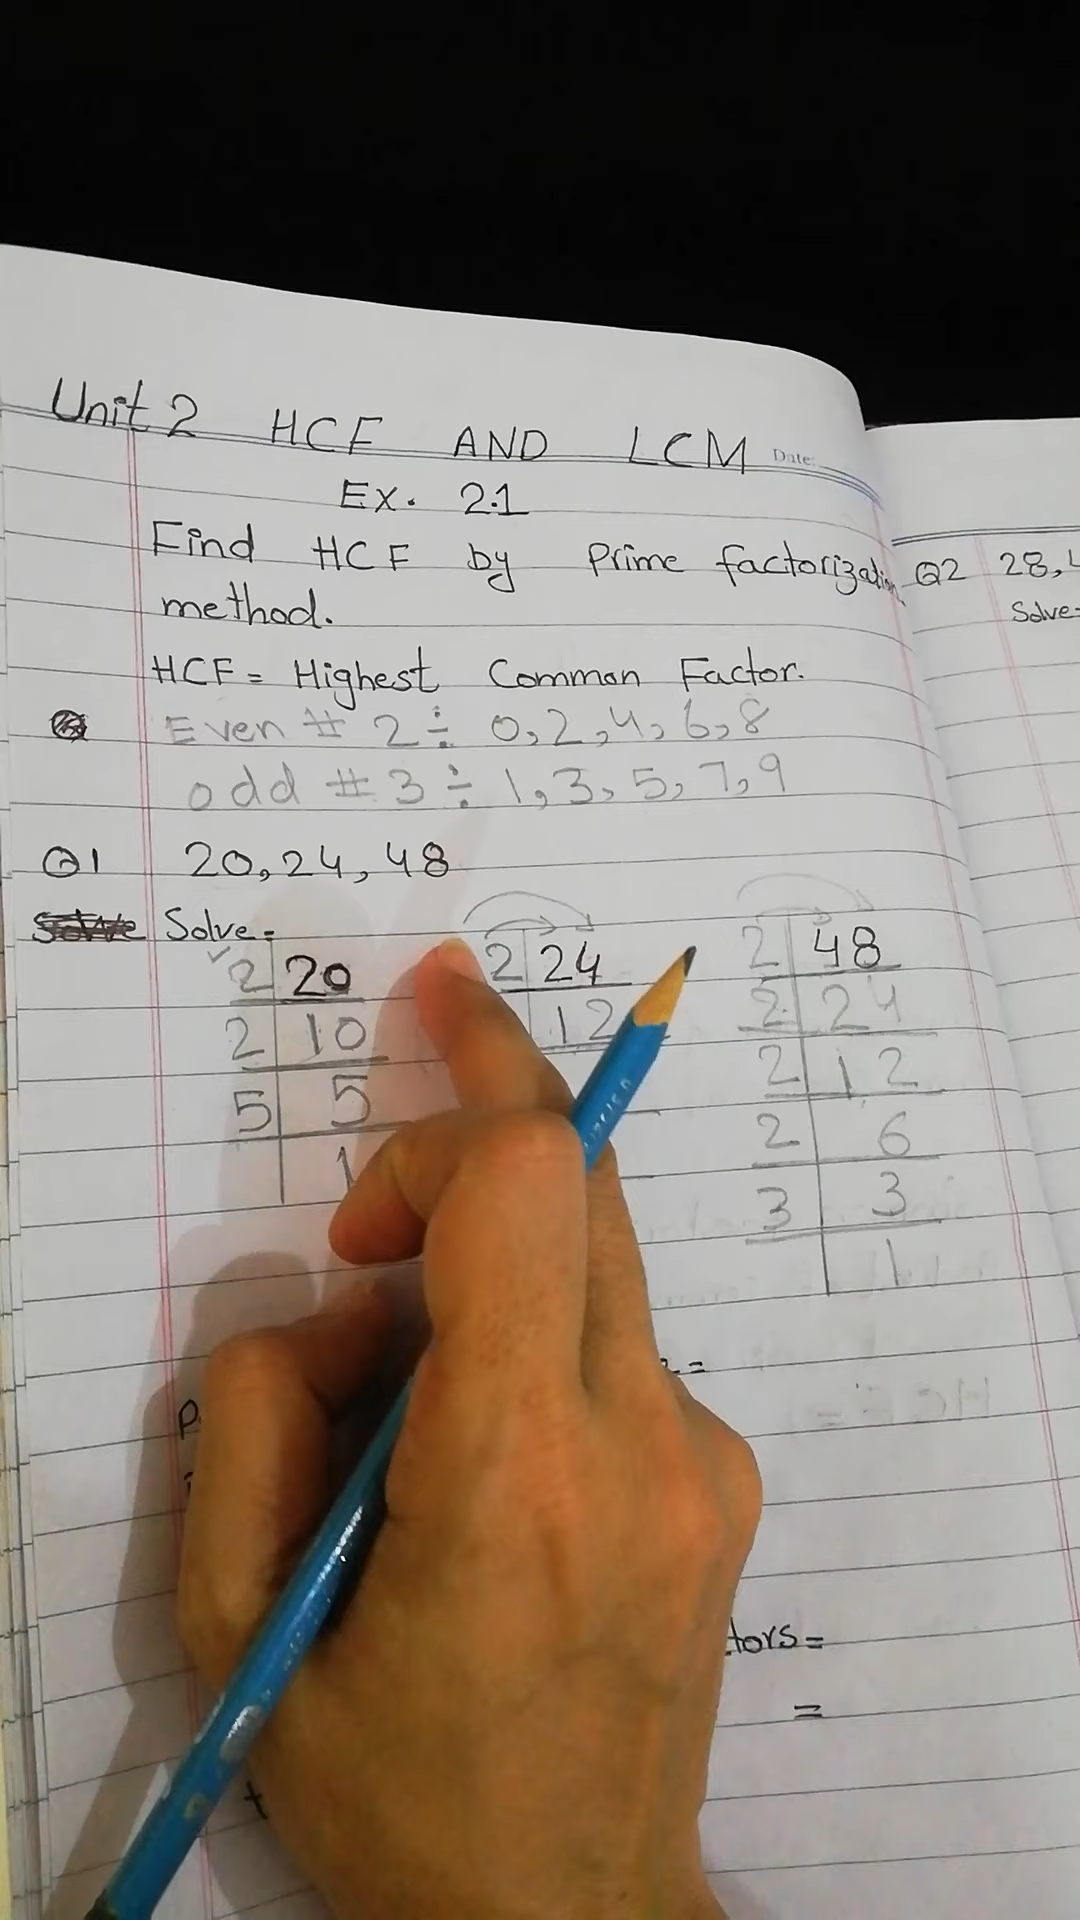 Unit 2 HCF AND LCM
Date:
Ex. 2.1
Find HCF by Prime factorization
method.
HCF = Highest Common Factor.
Even # 2 ÷ 0, 2, 4, 6, 8
odd # 3 ÷ 1, 3, 5, 7, 9
Q1 20, 24, 48
Solve-
2 20
2 10
5 5
1
2 24
12
2 48
2 24
2 12
2 6
3 3
1
=
=
Q2 28,
Solve-